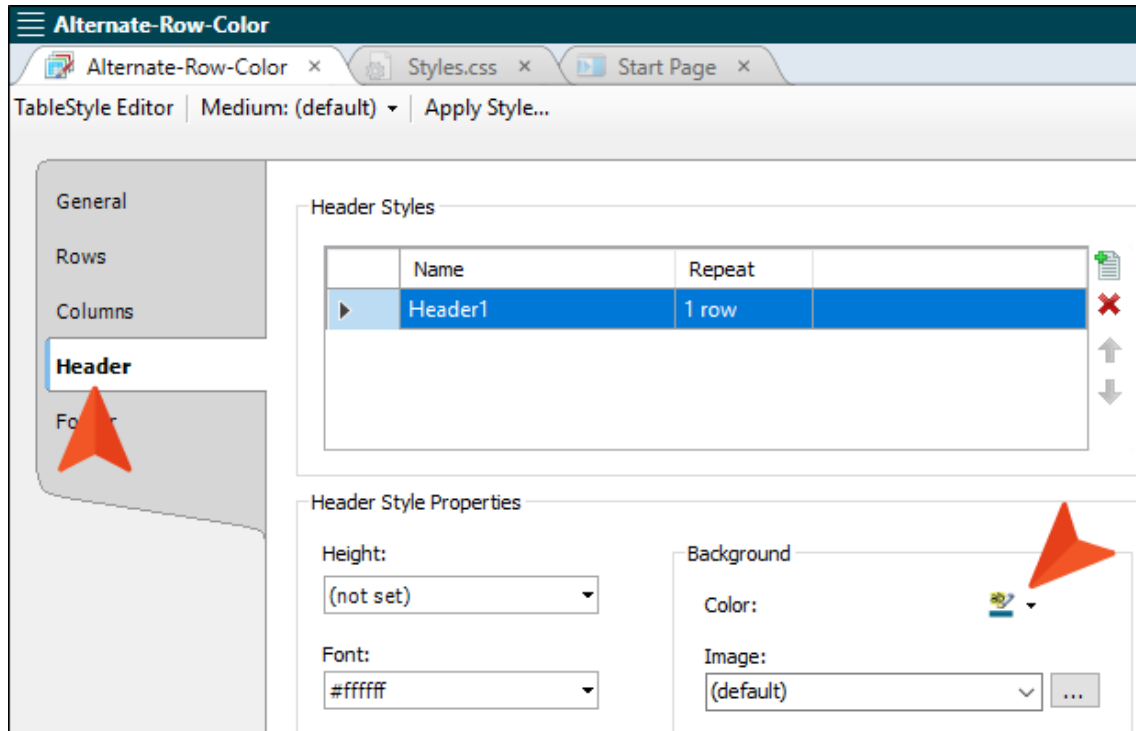 Alternate-Row-Color
Alternate-Row-Color × Styles.css × Start Page ×
TableStyle Editor Medium: (default) Apply Style...
General
Rows
Columns
Header
Header Styles
Name Repeat
Header1 1 row
Header Style Properties
Height:
(not set)
Font:
#ffffff
Background
Color:
Image:
(default) ...